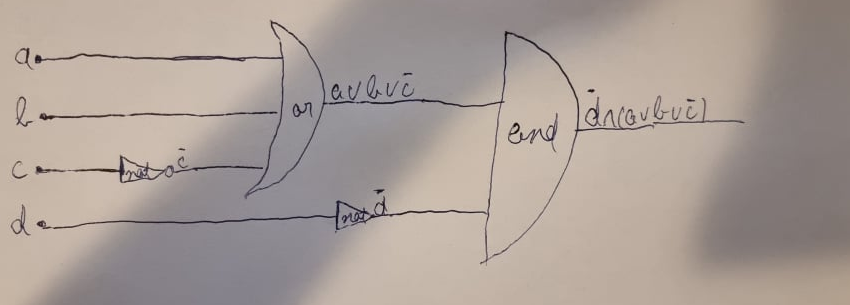 a
b
c
d
not
c̄
or
a∨b∨c̄
not
d̄
and
d̄∧(a∨b∨c̄)